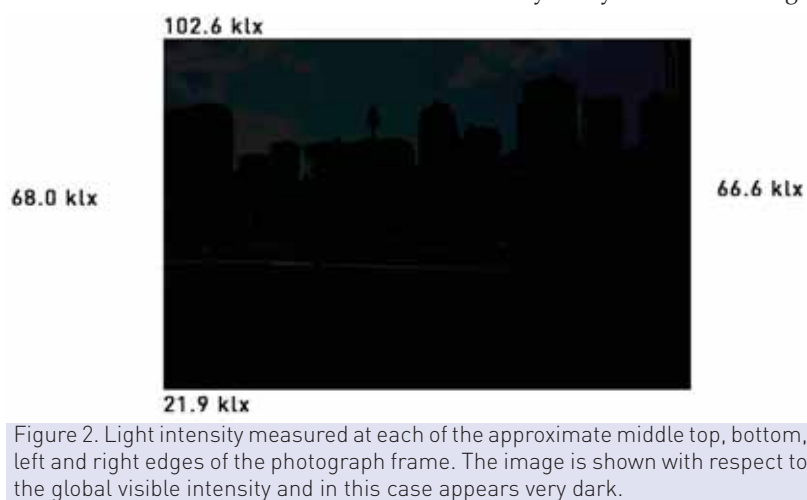 102.6 klx
68.0 klx
66.6 klx
21.9 klx
Figure 2. Light intensity measured at each of the approximate middle top, bottom,
left and right edges of the photograph frame. The image is shown with respect to
the global visible intensity and in this case appears very dark.